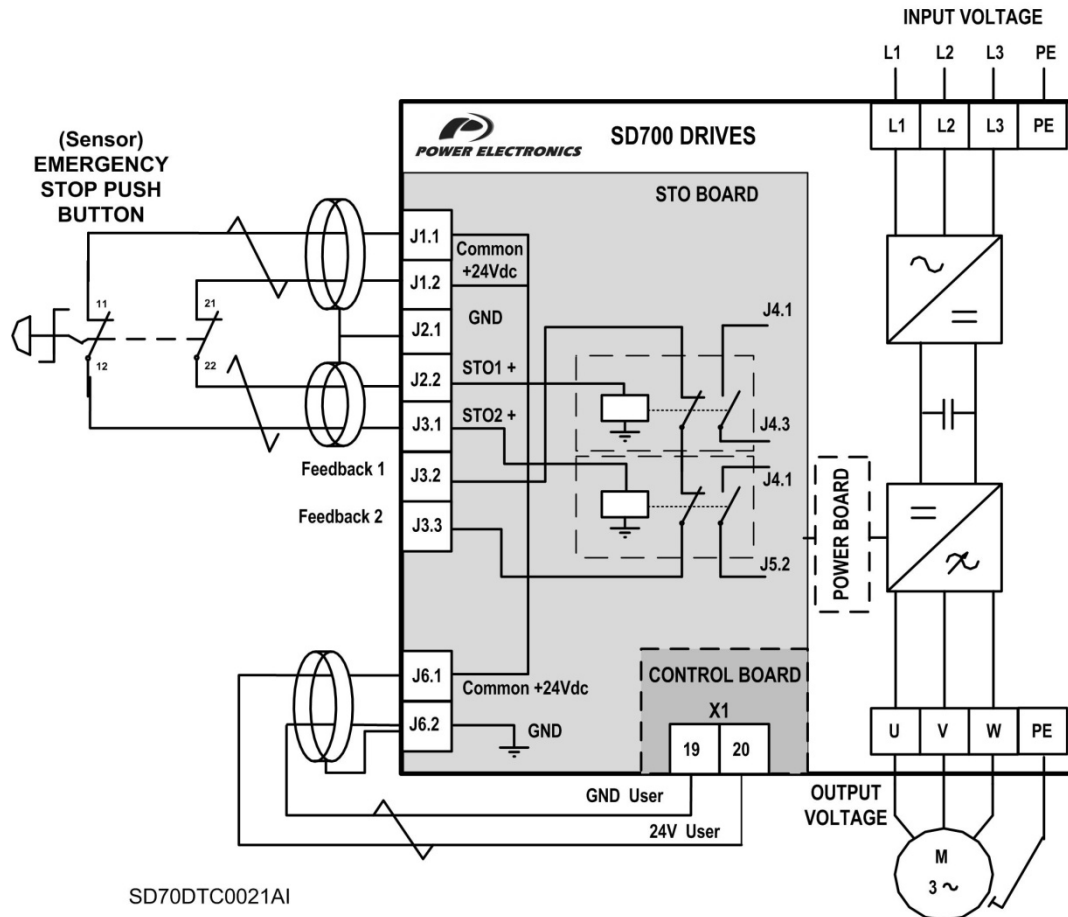 INPUT VOLTAGE
L1 L2 L3 PE
L1 L2 L3 PE
POWER ELECTRONICS
SD700 DRIVES
(Sensor)
EMERGENCY
STOP PUSH
BUTTON
STO BOARD
J1.1
Common
+24Vdc
J1.2
GND
J2.1
J4.1
11
21
12
22
STO1 +
J2.2
STO2 +
J3.1
J4.3
Feedback 1
J3.2
J4.1
Feedback 2
J3.3
J5.2
POWER BOARD
J6.1
Common +24Vdc
J6.2
GND
CONTROL BOARD
X1
19 20
U V W PE
GND User
24V User
OUTPUT
VOLTAGE
M
3 ~
SD70DTC0021AI